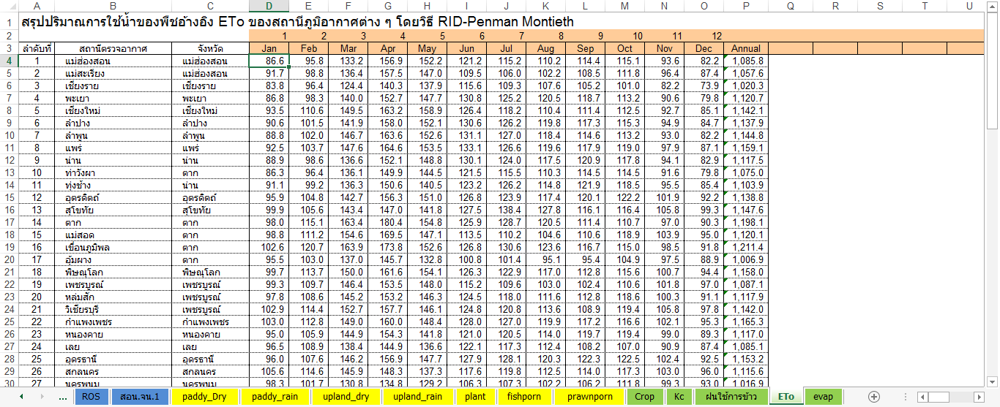 A B C D E F G H I J K L M N O P Q R S T U
1 สรุปปริมาณการใช้น้ำของพืชอ้างอิง ETo ของสถานีภูมิอากาศต่าง ๆ โดยวิธี RID-Penman Montieth
2 1 2 3 4 5 6 7 8 9 10 11 12
3 ลำดับที่ สถานีตรวจอากาศ จังหวัด Jan Feb Mar Apr May Jun Jul Aug Sep Oct Nov Dec Annual
4 1 แม่ฮ่องสอน แม่ฮ่องสอน 86.6 95.8 133.2 156.9 152.2 121.2 115.2 110.2 114.4 115.1 93.6 82.2 1,085.8
5 2 แม่สะเรียง แม่ฮ่องสอน 91.7 98.8 136.4 157.5 147.0 109.5 106.0 102.2 108.5 111.8 96.4 87.4 1,057.6
6 3 เชียงราย เชียงราย 83.8 96.4 124.4 140.3 137.9 115.6 109.3 107.6 105.2 101.0 82.2 73.9 1,020.3
7 4 พะเยา พะเยา 86.8 98.3 140.0 152.7 147.7 130.8 125.2 120.5 118.7 113.2 90.6 79.8 1,120.7
8 5 เชียงใหม่ เชียงใหม่ 93.5 110.6 149.5 163.2 158.9 126.4 118.2 110.4 111.4 112.5 92.7 85.1 1,142.1
9 6 ลำปาง ลำปาง 90.6 101.5 141.9 158.0 152.1 130.6 126.2 119.8 117.3 115.3 94.9 84.7 1,137.9
10 7 ลำพูน ลำพูน 88.8 102.0 146.7 163.6 152.6 131.1 127.0 118.4 114.6 113.2 93.0 82.2 1,144.8
11 8 แพร่ แพร่ 92.5 103.7 147.6 164.6 153.5 133.1 126.6 119.6 117.9 119.0 97.9 87.1 1,159.1
12 9 น่าน น่าน 88.9 98.6 136.6 152.1 148.8 130.1 124.0 117.5 120.9 117.8 94.1 82.9 1,117.5
13 10 ท่าวังผา ตาก 86.3 96.4 136.1 149.9 144.5 121.5 115.5 110.3 114.5 114.5 91.6 79.8 1,075.0
14 11 ทุ่งช้าง น่าน 91.1 99.2 136.3 150.6 140.5 123.2 126.2 114.8 121.9 118.5 95.5 85.4 1,103.9
15 12 อุตรดิตถ์ อุตรดิตถ์ 95.9 104.8 142.7 156.3 151.0 126.8 123.9 117.4 120.1 122.2 101.9 92.2 1,138.8
16 13 สุโขทัย สุโขทัย 99.9 105.6 143.4 147.0 141.8 127.5 138.4 127.8 116.1 116.4 105.8 99.3 1,147.6
17 14 ตาก ตาก 98.0 115.1 163.4 180.4 154.8 125.9 128.7 120.5 111.4 110.7 97.0 90.3 1,198.1
18 15 แม่สอด ตาก 98.8 111.2 154.6 169.5 147.1 113.5 110.2 104.6 110.6 118.9 103.9 95.0 1,120.1
19 16 เขื่อนภูมิพล ตาก 102.6 120.7 163.9 173.8 152.6 126.8 130.6 123.6 116.7 115.0 98.5 91.8 1,211.4
20 17 อุ้มผาง ตาก 95.5 103.0 137.0 145.7 132.8 100.8 101.4 95.1 95.4 104.9 97.5 88.9 1,006.9
21 18 พิษณุโลก พิษณุโลก 99.7 113.7 150.0 161.6 154.1 126.3 122.9 117.0 112.8 115.6 100.7 94.4 1,158.0
22 19 เพชรบูรณ์ เพชรบูรณ์ 99.3 109.7 146.4 153.5 148.0 115.2 109.6 103.0 102.4 110.6 101.8 97.0 1,087.1
23 20 หล่มสัก เพชรบูรณ์ 97.8 108.6 145.2 153.2 146.3 124.5 118.0 111.6 112.8 118.6 100.3 91.1 1,117.9
24 21 วิเชียรบุรี เพชรบูรณ์ 102.9 114.4 152.7 157.7 146.1 124.8 120.8 113.6 108.9 119.4 105.8 97.8 1,142.0
25 22 กำแพงเพชร กำแพงเพชร 103.0 112.8 149.0 160.0 148.4 128.0 127.0 119.9 117.2 116.6 102.1 95.3 1,165.3
26 23 หนองคาย หนองคาย 95.0 105.9 144.9 154.3 141.8 121.0 120.5 114.0 119.7 119.4 99.0 89.3 1,117.0
27 24 เลย เลย 96.5 108.9 138.4 144.9 136.6 122.1 117.3 112.4 108.2 107.0 90.9 87.4 1,085.1
28 25 อุดรธานี อุดรธานี 96.0 107.6 146.2 156.9 147.7 127.9 128.1 120.3 122.3 122.5 102.4 92.5 1,153.2
29 26 สกลนคร สกลนคร 105.6 114.6 145.9 148.3 137.3 117.6 119.8 112.5 114.0 117.3 103.0 96.0 1,115.6
30 27 นครพนม นครพนม 98.3 101.7 130.8 134.8 129.2 106.3 107.3 102.2 106.2 111.8 99.3 93.0 1,016.9
... ROS สอน.จน.1 paddy_Dry paddy_rain upland_dry upland_rain plant fishporn prawnporn Crop Kc ฝนใช้การข้าว ETo evap